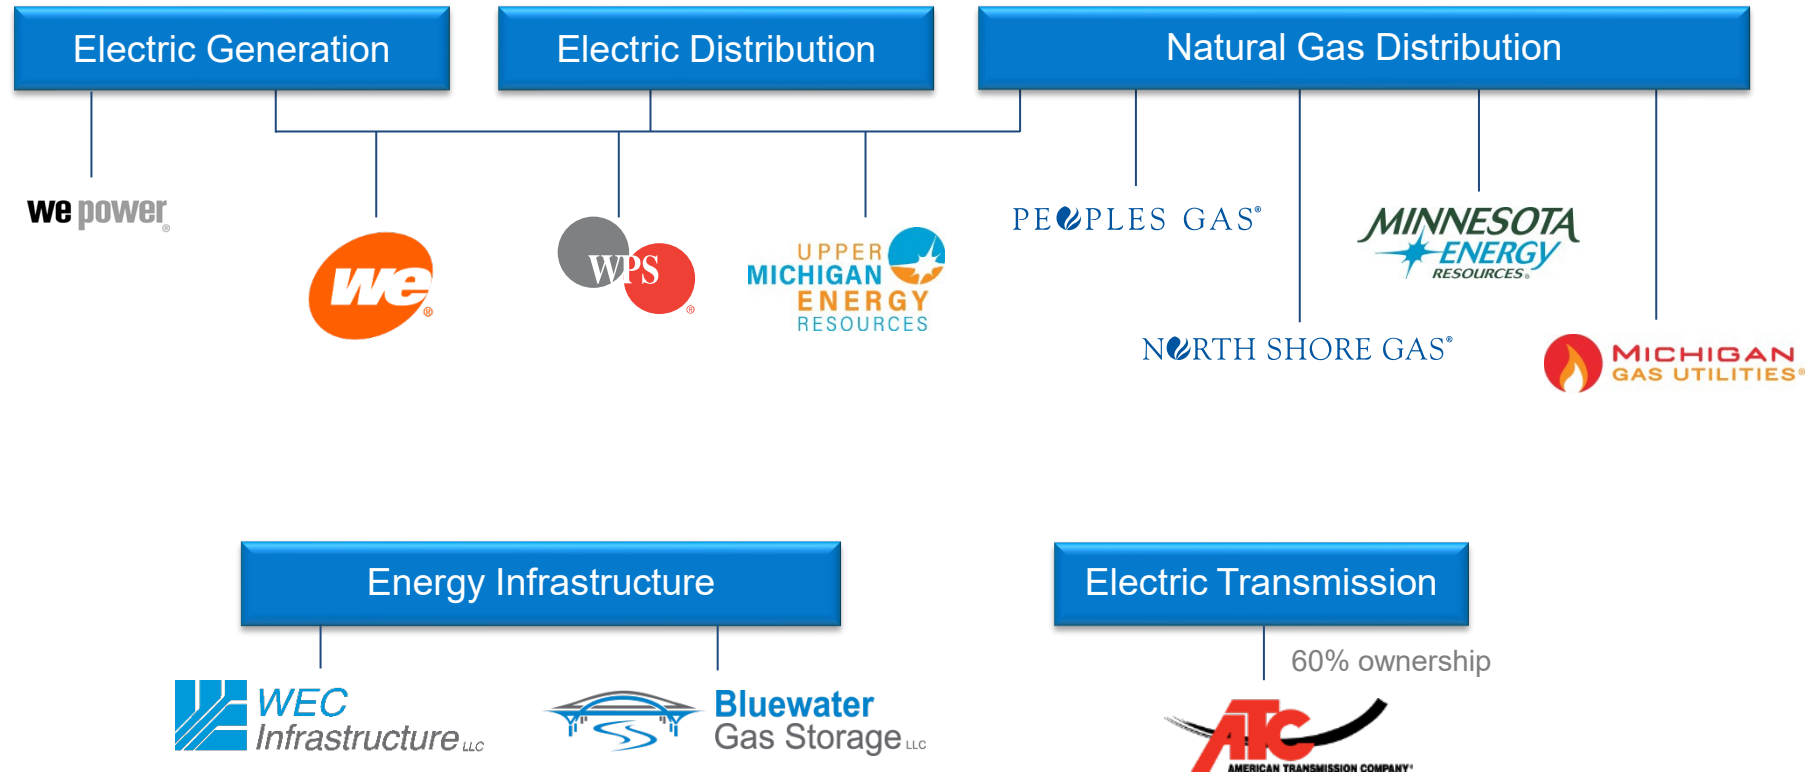 Electric Generation
Electric Distribution
Natural Gas Distribution
we power®
we®
WPS®
UPPER
MICHIGAN
ENERGY
RESOURCES
PEOPLES GAS®
MINNESOTA
ENERGY
RESOURCES®
NORTH SHORE GAS®
MICHIGAN
GAS UTILITIES®
Energy Infrastructure
Electric Transmission
60% ownership
WEC
Infrastructure LLC
Bluewater
Gas Storage LLC
ATC
AMERICAN TRANSMISSION COMPANY®